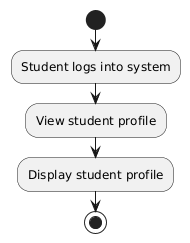 Student logs into system
View student profile
Display student profile